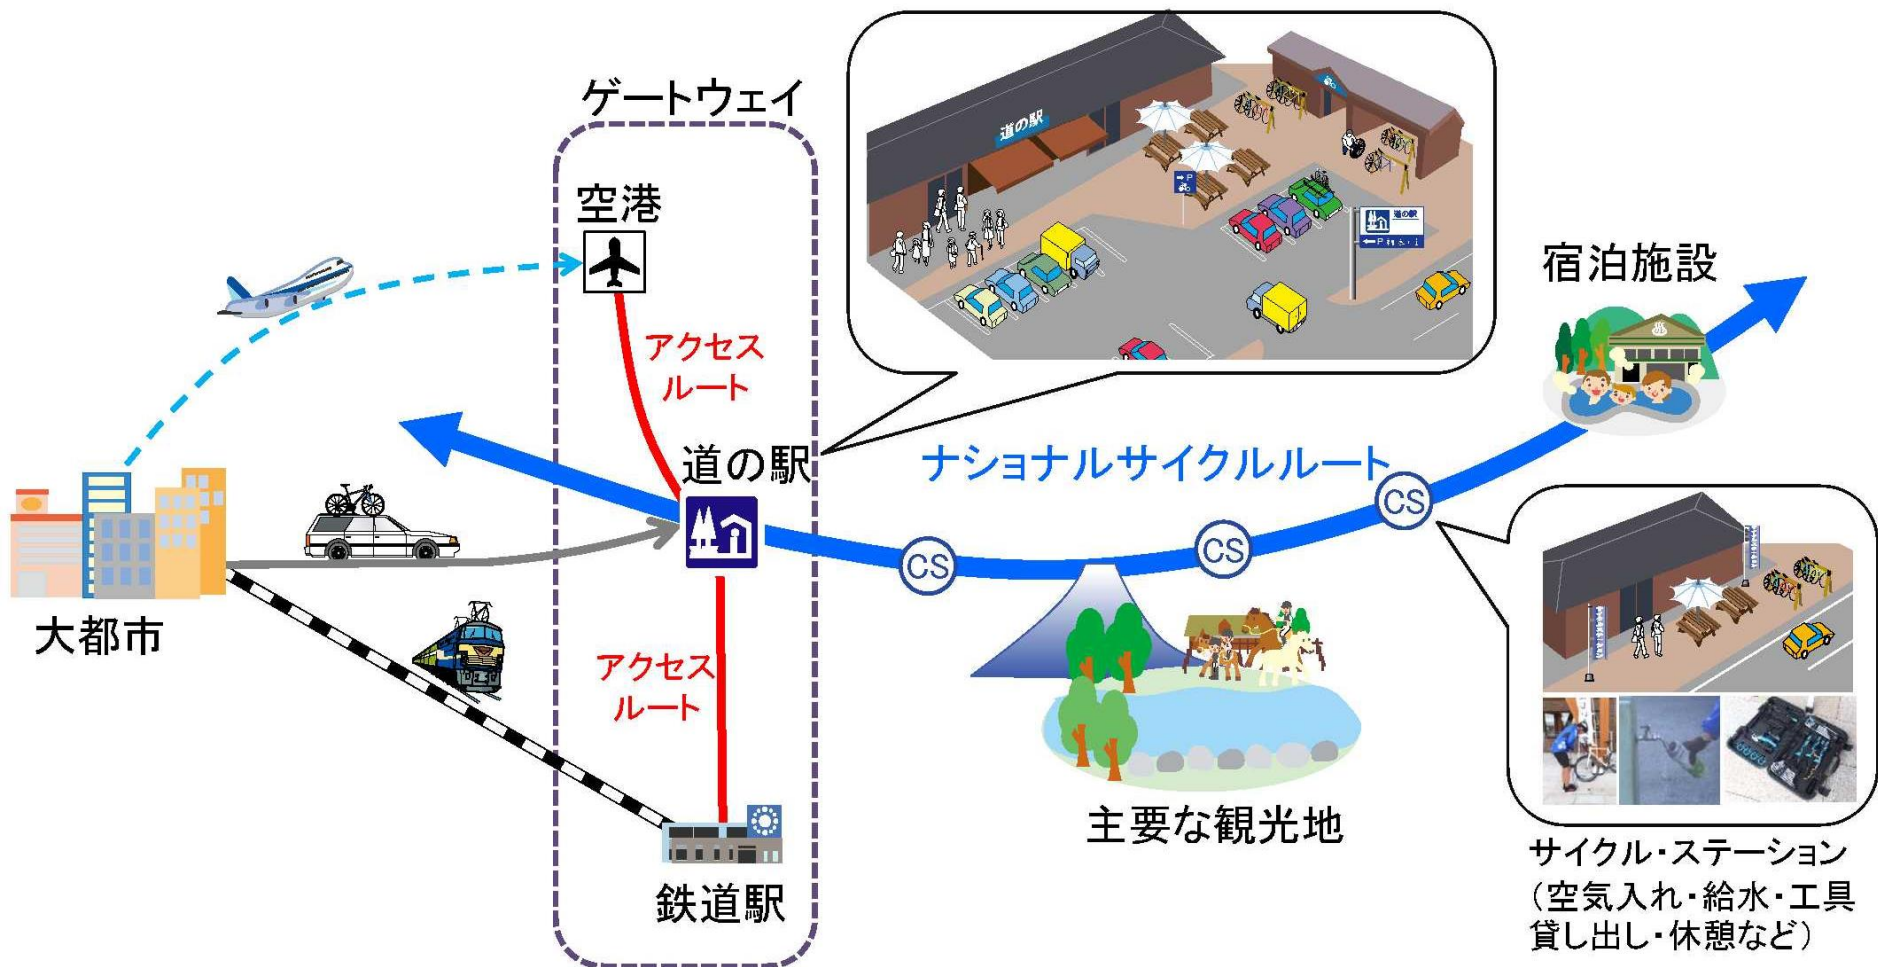 ゲートウェイ
空港
アクセス
ルート
道の駅
道の駅
→P
道の駅
←P
宿泊施設
ナショナルサイクルルート
CS
CS
CS
大都市
アクセス
ルート
鉄道駅
主要な観光地
サイクル・ステーション
（空気入れ・給水・工具
貸し出し・休憩など）